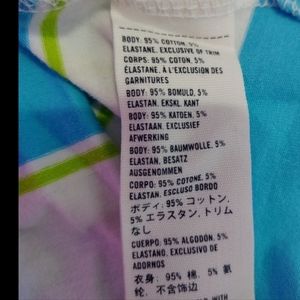 BODY: 95% COTTON, 5%
ELASTANE, EXCLUSIVE OF TRIM
CORPS: 95% COTON, 5%
ÉLASTANE, À L'EXCLUSION DES
GARNITURES
BODY: 95% BOMULD, 5%
ELASTAN, EKSKL. KANT
BODY: 95% KATOEN, 5%
ELASTAAN, EXCLUSIEF
AFWERKING
BODY: 95% BAUMWOLLE, 5%
ELASTAN, BESATZ
AUSGENOMMEN
CORPO: 95% COTONE, 5%
ELASTAN, ESCLUSO BORDO
ボディ: 95% コットン,
5% エラスタン, トリム
なし
CUERPO: 95% ALGODÓN, 5%
ELASTANO, EXCLUSIVO DE
ADORNOS
衣身: 95% 棉, 5% 氨
纶, 不含饰边